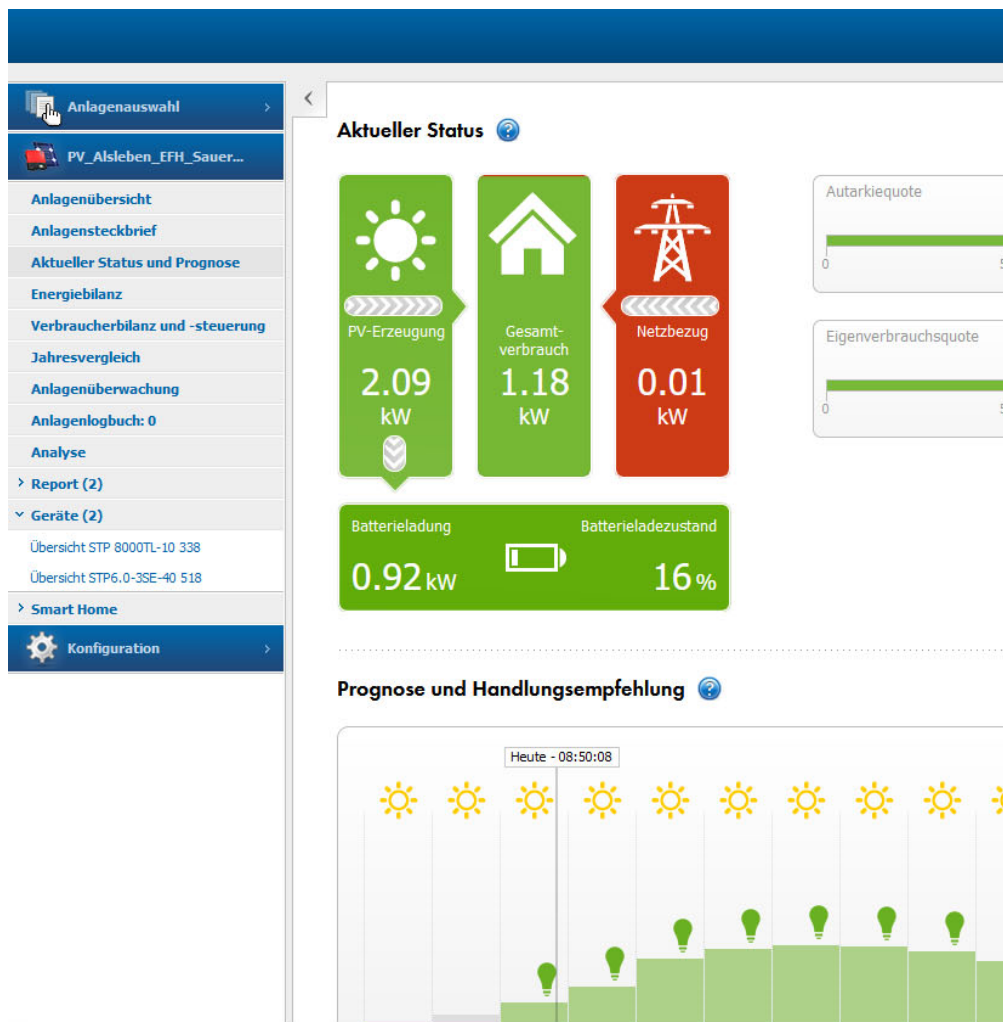 Anlagenauswahl
PV_Alsleben_EFH_Sauer...
Anlagenübersicht
Anlagensteckbrief
Aktueller Status und Prognose
Energiebilanz
Verbraucherbilanz und -steuerung
Jahresvergleich
Anlagenüberwachung
Anlagenlogbuch: 0
Analyse
Report (2)
Geräte (2)
Übersicht STP 8000TL-10 338
Übersicht STP6.0-3SE-40 518
Smart Home
Konfiguration
Aktueller Status ?
PV-Erzeugung
2.09
kW
Gesamt-
verbrauch
1.18
kW
Netzbezug
0.01
kW
Autarkiequote
0
Eigenverbrauchsquote
0
Batterieladung
0.92 kW
Batterieladezustand
16 %
Prognose und Handlungsempfehlung ?
Heute - 08:50:08